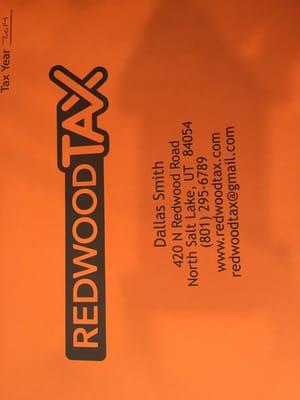 Tax Year 2014
REDWOOD TAX
Dallas Smith
420 N Redwood Road
North Salt Lake, UT 84054
(801) 295-6789
www.redwoodtax.com
redwoodtax@gmail.com